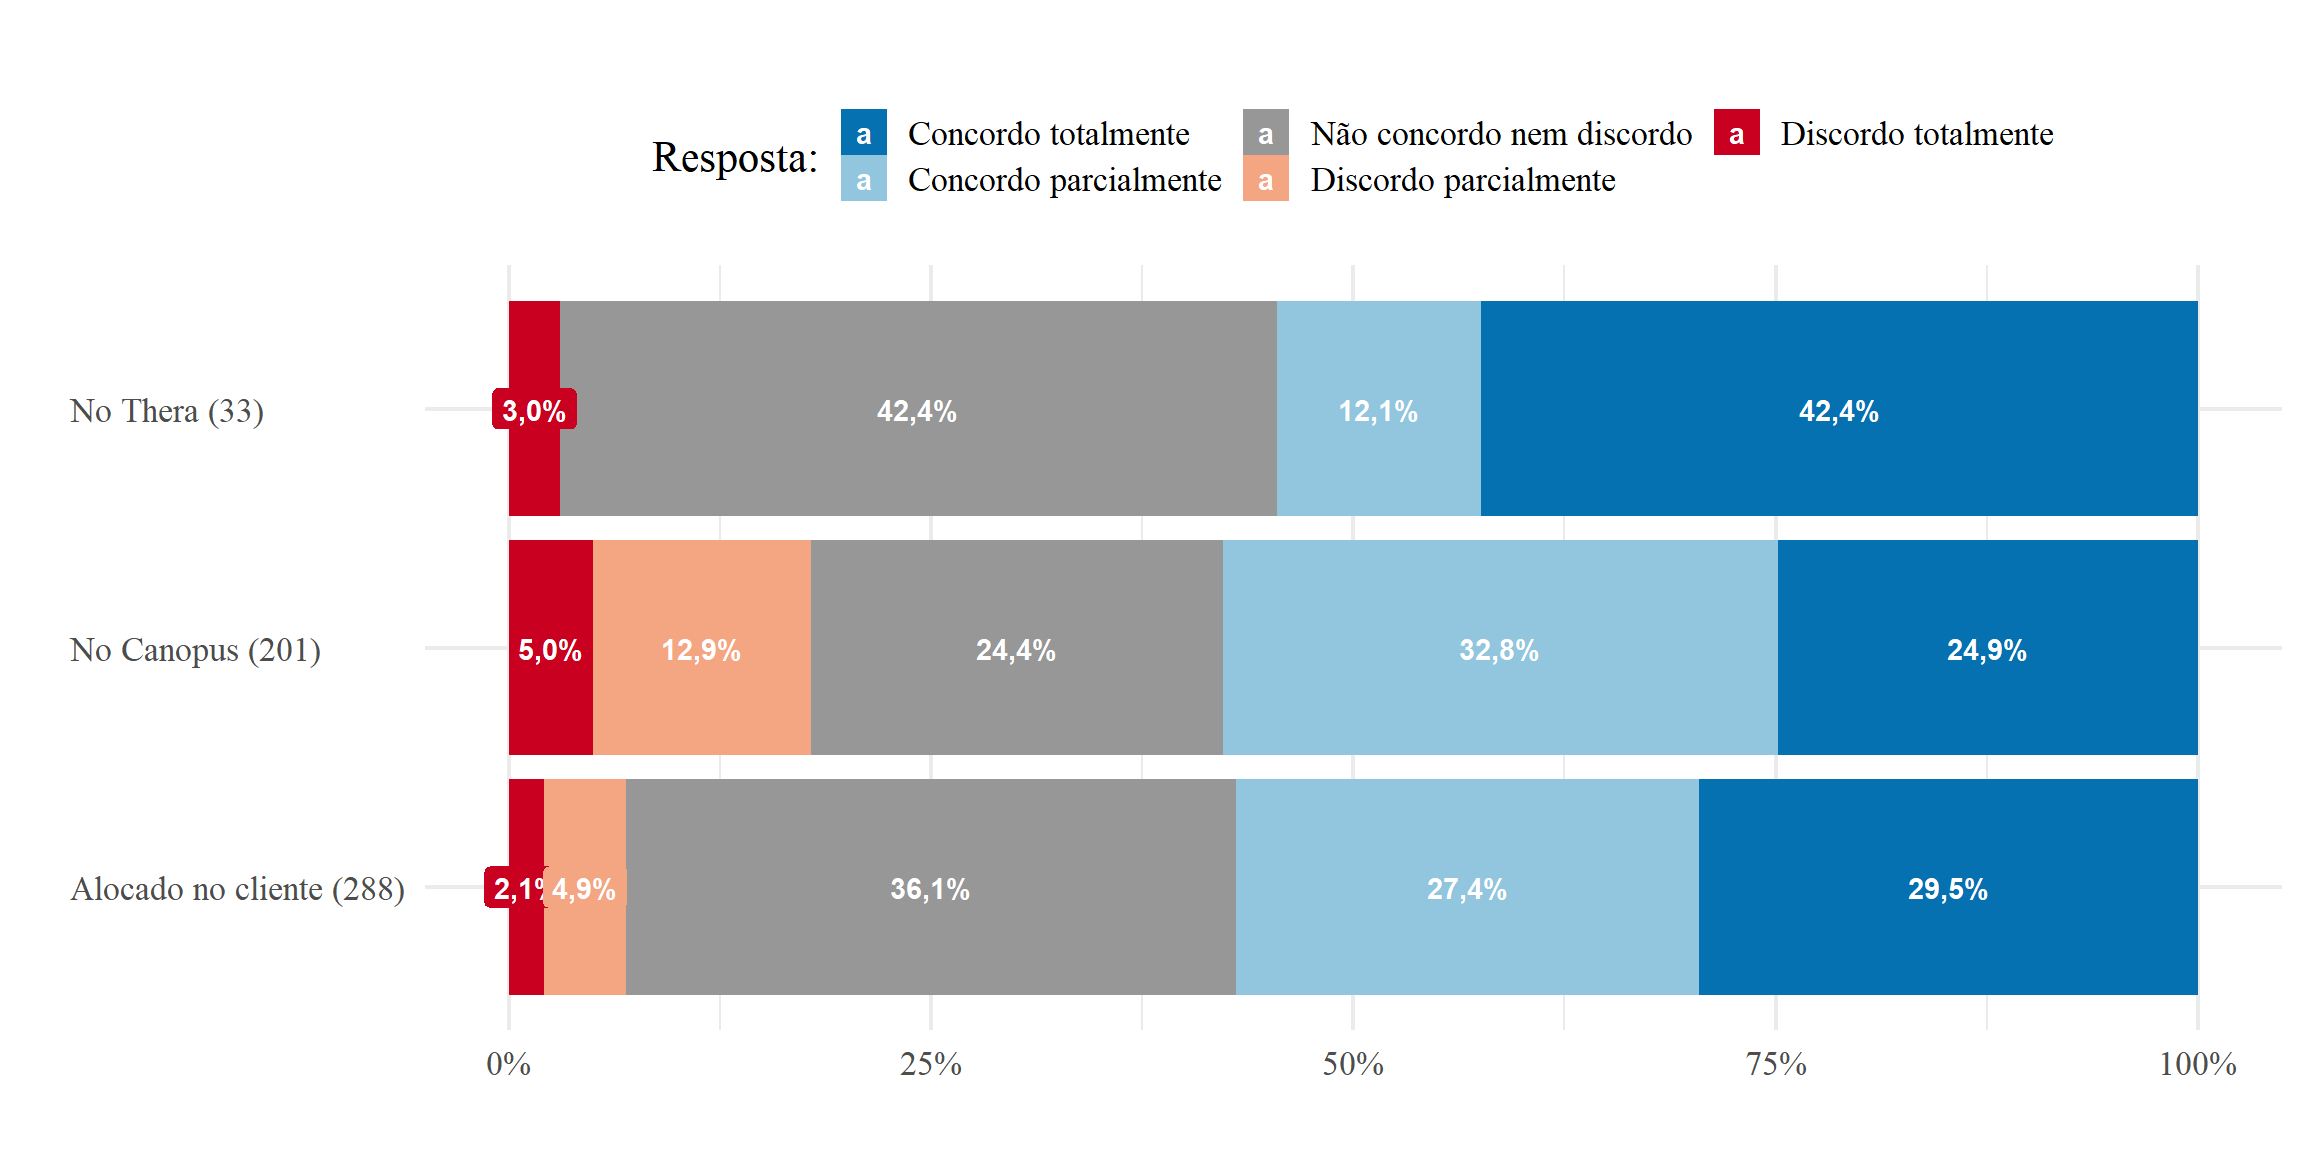 Resposta:
a Concordo totalmente
a Não concordo nem discordo
a Discordo totalmente
a Concordo parcialmente
a Discordo parcialmente
No Thera (33)
3,0% 42,4% 12,1% 42,4%
No Canopus (201)
5,0% 12,9% 24,4% 32,8% 24,9%
Alocado no cliente (288)
2,1% 4,9% 36,1% 27,4% 29,5%
0% 25% 50% 75% 100%